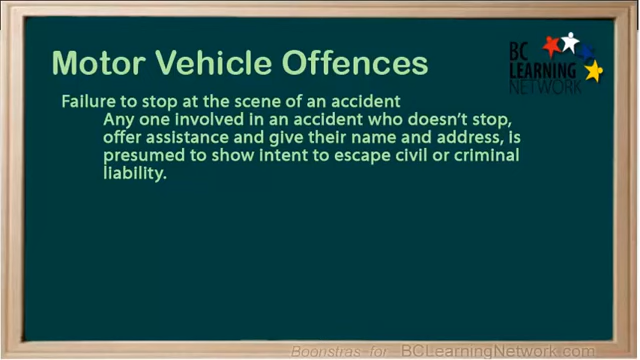 Motor Vehicle Offences
BC
LEARNING
NETWORK
Failure to stop at the scene of an accident
Any one involved in an accident who doesn't stop,
offer assistance and give their name and address, is
presumed to show intent to escape civil or criminal
liability.
Boonstras for BCLearningNetwork.com